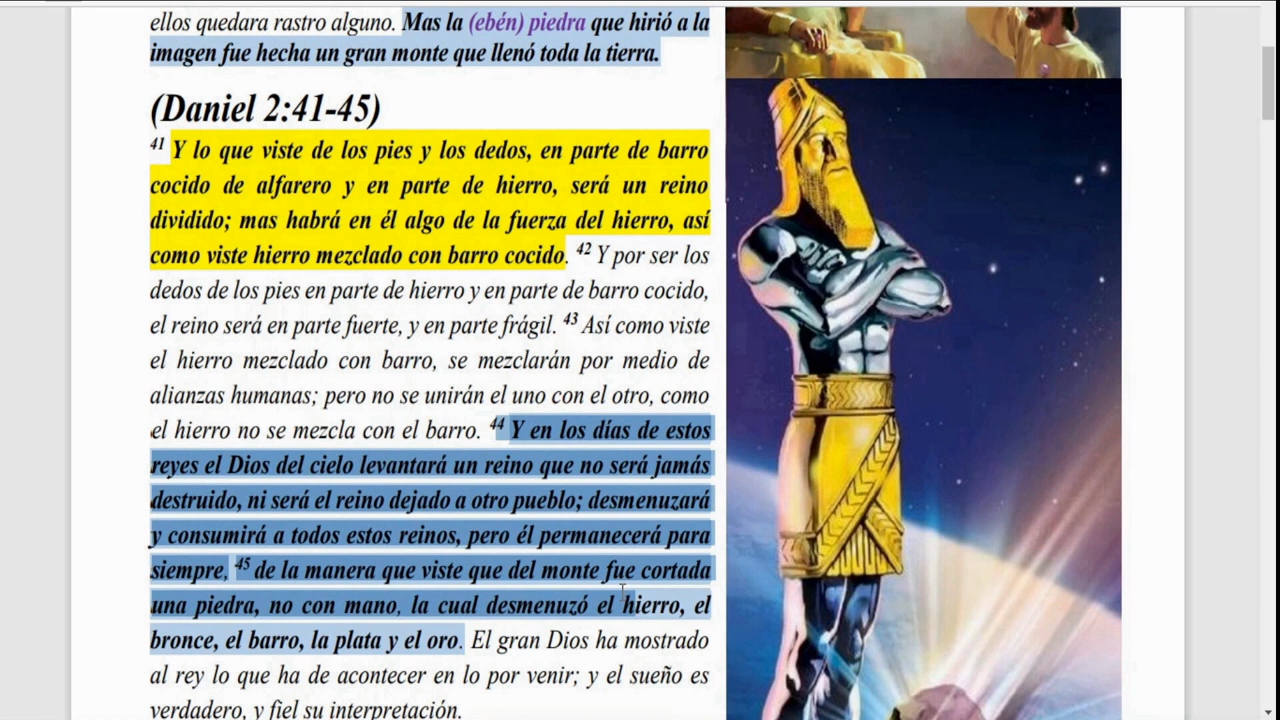 ellos quedara rastro alguno. Mas la (ebén) piedra que hirió a la
imagen fue hecha un gran monte que llenó toda la tierra.
(Daniel 2:41-45)
41 Y lo que viste de los pies y los dedos, en parte de barro
cocido de alfarero y en parte de hierro, será un reino
dividido; mas habrá en él algo de la fuerza del hierro, así
como viste hierro mezclado con barro cocido. 42 Y por ser los
dedos de los pies en parte de hierro y en parte de barro cocido,
el reino será en parte fuerte, y en parte frágil. 43 Así como viste
el hierro mezclado con barro, se mezclarán por medio de
alianzas humanas; pero no se unirán el uno con el otro, como
el hierro no se mezcla con el barro. 44 Y en los días de estos
reyes el Dios del cielo levantará un reino que no será jamás
destruido, ni será el reino dejado a otro pueblo; desmenuzará
y consumirá a todos estos reinos, pero él permanecerá para
siempre, 45 de la manera que viste que del monte fue cortada
una piedra, no con mano, la cual desmenuzó el hierro, el
bronce, el barro, la plata y el oro. El gran Dios ha mostrado
al rey lo que ha de acontecer en lo por venir; y el sueño es
verdadero, y fiel su interpretación.